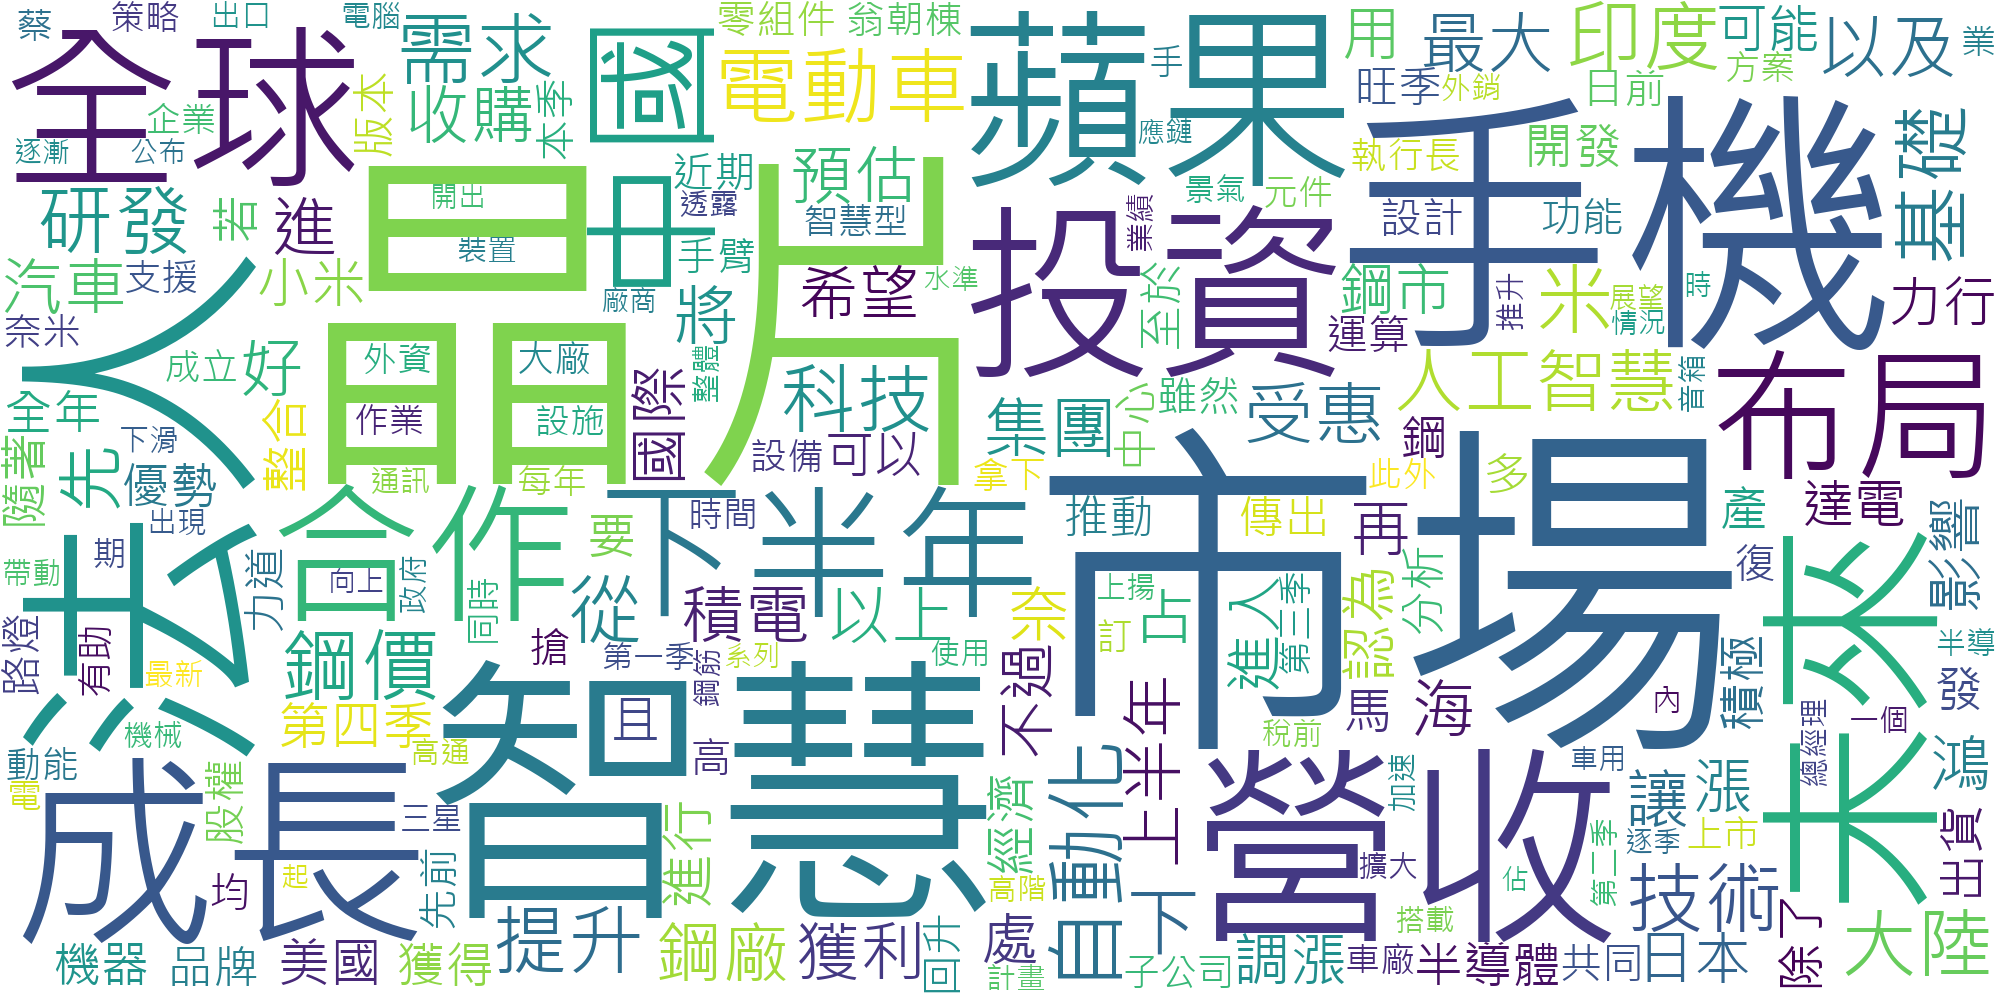 蔡
策略
出口
電腦
需求
零組件
翁朝棟
蘋果
用
最大
印度
可能
以及
業
全球
企業
逐漸
公布
版本
收購
本季
中國
電動車
手
應鏈
旺季
外銷
日前
方案
執行長
開發
手機
基礎
研發
若
進
晶片
開出
裝置
近期
透露
手臂
預估
智慧型
投資
業績
景氣
元件
設計
功能
汽車
支援
小米
廠商
將
希望
水準
至於
鋼市
運算
推升
米
展望
情況
時
力行
奈米
人工智慧
成立
好
外資
大廠
國際
整體
科技
中心
雖然
受惠
人工智慧
音箱
布局
全年
整合
作業
設施
設備
可以
集團
鋼
隨著
先
下滑
優勢
通訊
每年
拿下
市場
此外
多
產
達電
影響
出現
合作
要
下半年
時間
推動
傳出
再
期
帶動
力道
向上
政府
同時
從
積電
以上
奈
上揚
占
訂
進入
第三季
認為
分析
復
未來
半導
法人
路燈
有助
最新
鋼價
搶
第一季
鋼筋
系列
使用
不過
上半年
馬
海
積極
內
發
機械
第四季
高通
智慧
且
高
稅前
總經理
一個
鴻
動能
電
成長
股權
三星
進行
經濟
自動化
營收
加速
車用
讓
漲
逐季
上市
出貨
均
起
先前
高階
下
擴大
搭載
佔
第二季
技術
除了
大陸
機器
品牌
美國
獲得
提升
鋼廠
獲利
回升
處
計畫
子公司
調漲
車廠
半導體
共同
日本